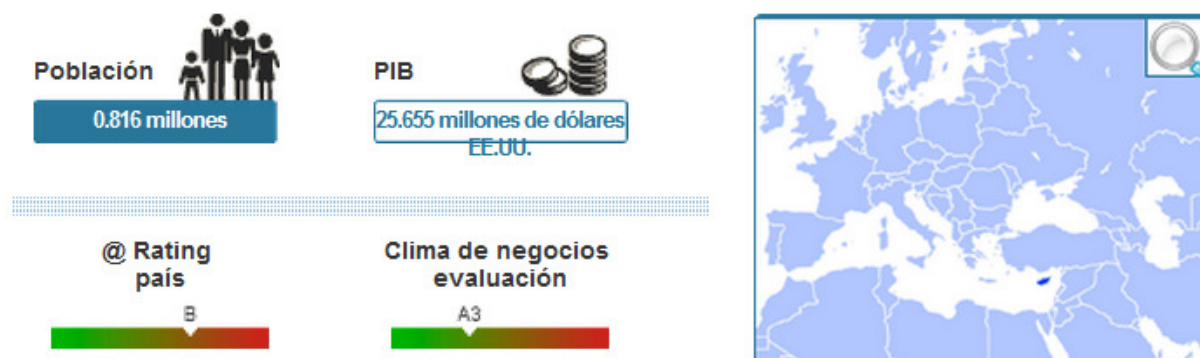 Población
0.816 millones
PIB
25.655 millones de dólares
EE.UU.
@ Rating
país
B
Clima de negocios
evaluación
A3